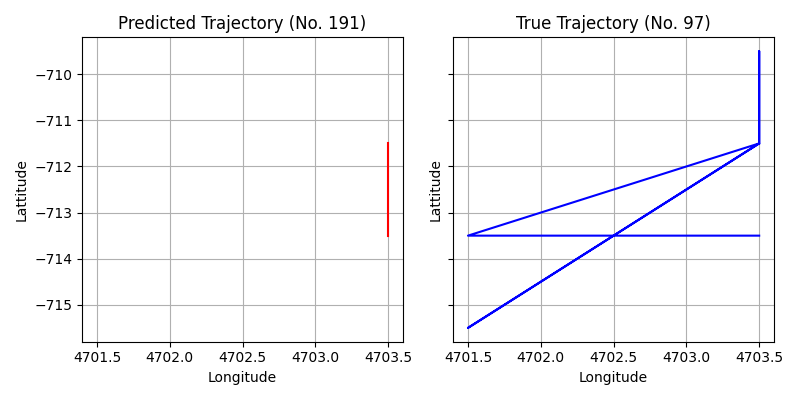 Predicted Trajectory (No. 191)
True Trajectory (No. 97)
Lattitude
−710
−711
−712
−713
−714
−715
4701.5
4702.0
4702.5
4703.0
4703.5
Longitude
Lattitude
4701.5
4702.0
4702.5
4703.0
4703.5
Longitude